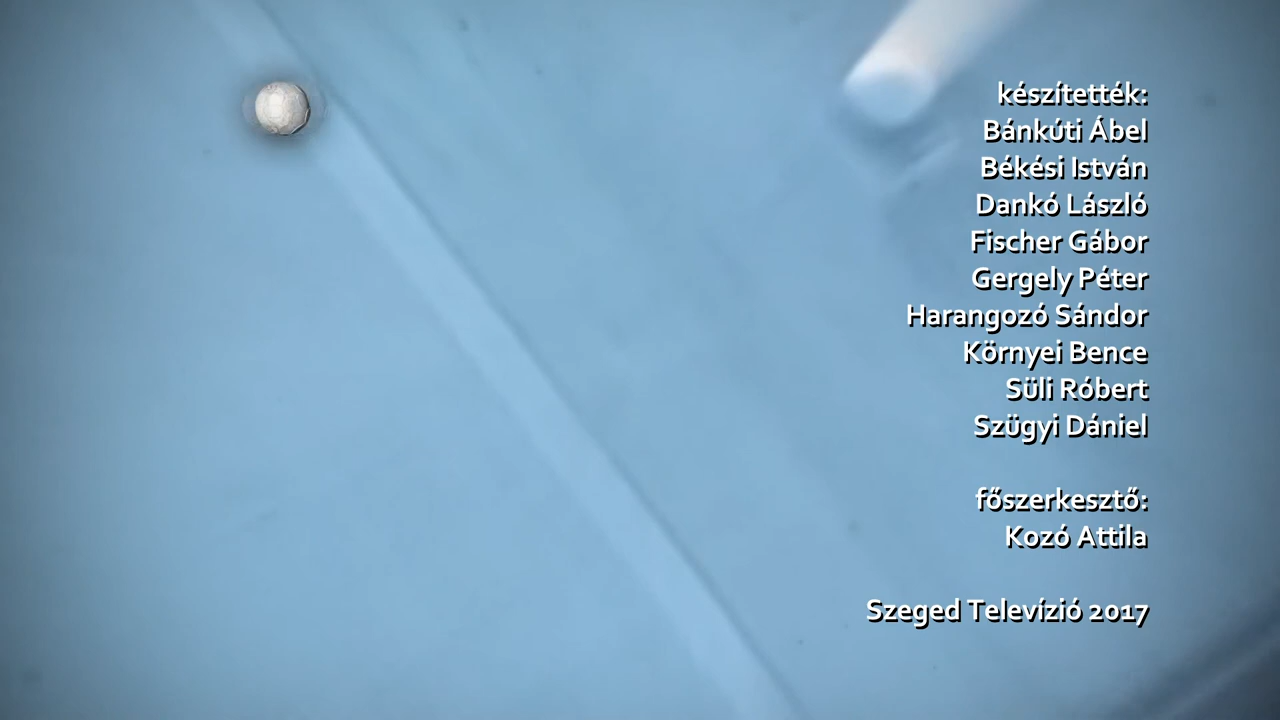 készítették:
Bánkúti Ábel
Békési István
Dankó László
Fischer Gábor
Gergely Péter
Harangozó Sándor
Környei Bence
Süli Róbert
Szügyi Dániel
főszerkesztő:
Kozó Attila
Szeged Televízió 2017